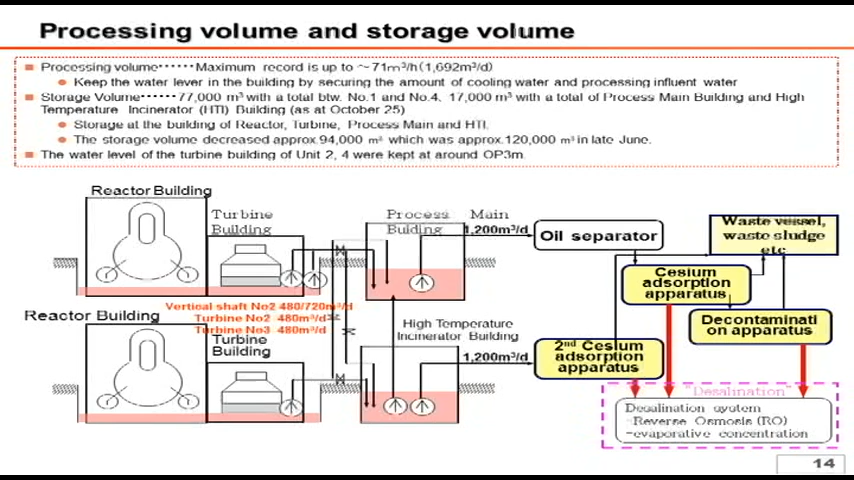 Processing volume and storage volume
Processing volume・・・・・・Maximum record is up to ～71m³/h(1,692m³/d)
Keep the water lever in the building by securing the amount of cooling water and processing influent water
Storage Volume・・・・・・77,000 m³ with a total btw. No.1 and No.4, 17,000 m³ with a total of Process Main Building and High
Temperature Incinerator (HTI) Building (as at October 25)
Storage at the building of Reactor, Turbine, Process Main and HTI.
The storage volume decreased approx.94,000 m³ which was approx.120,000 m³ in late June.
The water level of the turbine building of Unit 2, 4 were kept at around OP3m.
Reactor Building
Turbine
Building
Process Main
Bulding
1,200m³/d
Oil separator
Waste vessel,
waste sludge
etc
Cesium
adsorption
apparatus
Vertical shaft No2 480/720m³/d
Turbine No2 480m³/d
Turbine No3 480m³/d
Reactor Building
Turbine
Building
High Temperature
Incinerator Building
1,200m³/d
2nd Cesium
adsorption
apparatus
Decontaminati
on apparatus
"Desalination"
Desalination system
-Reverse Osmosis (RO)
-evaporative concentration
14